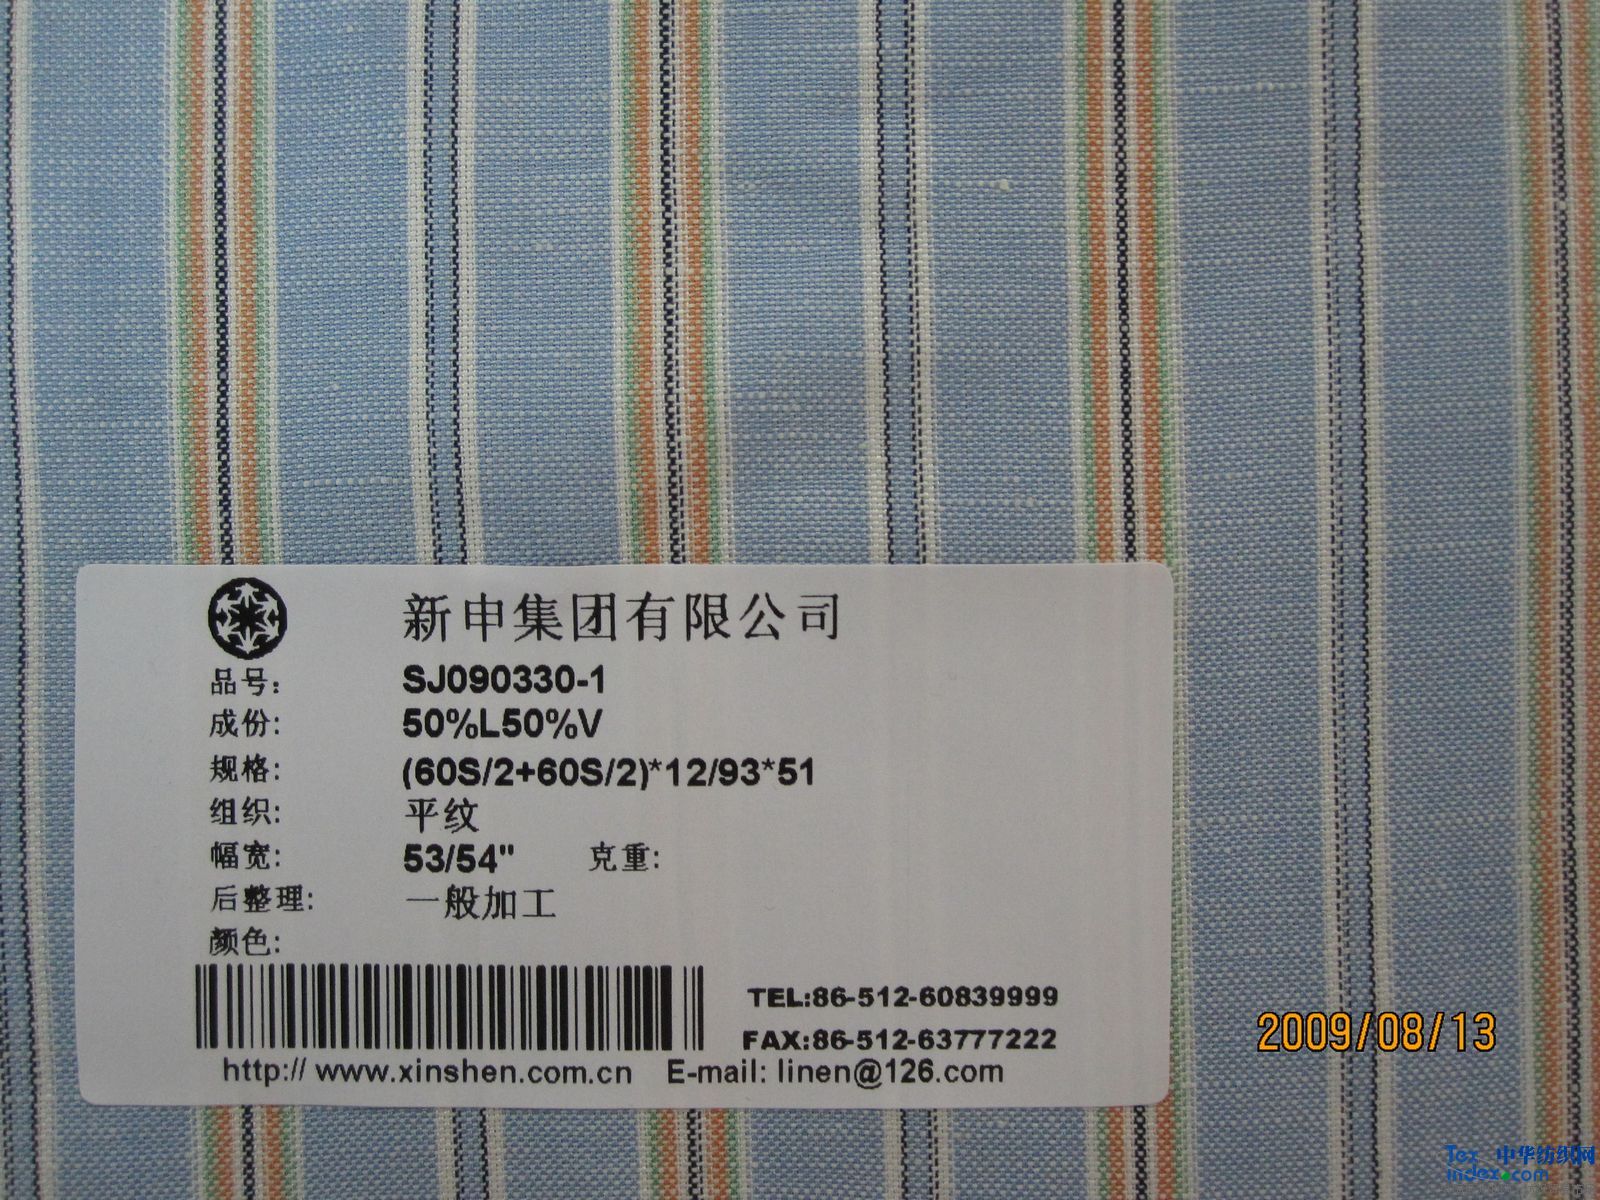 新申集团有限公司
品号: SJ090330-1
成份: 50%L50%V
规格: (60S/2+60S/2)*12/93*51
组织: 平纹
幅宽: 53/54" 克重:
后整理: 一般加工
颜色:
TEL:86-512-60839999
FAX:86-512-63777222
http:// www.xinshen.com.cn E-mail: linen@126.com
2009/08/13
Tex 中华纺织网
index.com